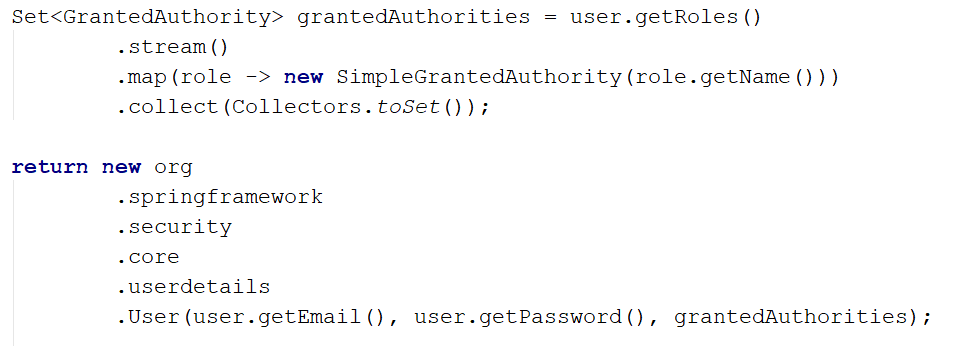 Set<GrantedAuthority> grantedAuthorities = user.getRoles()
        .stream()
        .map(role -> new SimpleGrantedAuthority(role.getName()))
        .collect(Collectors.toSet());

return new org
        .springframework
        .security
        .core
        .userdetails
        .User(user.getEmail(), user.getPassword(), grantedAuthorities);